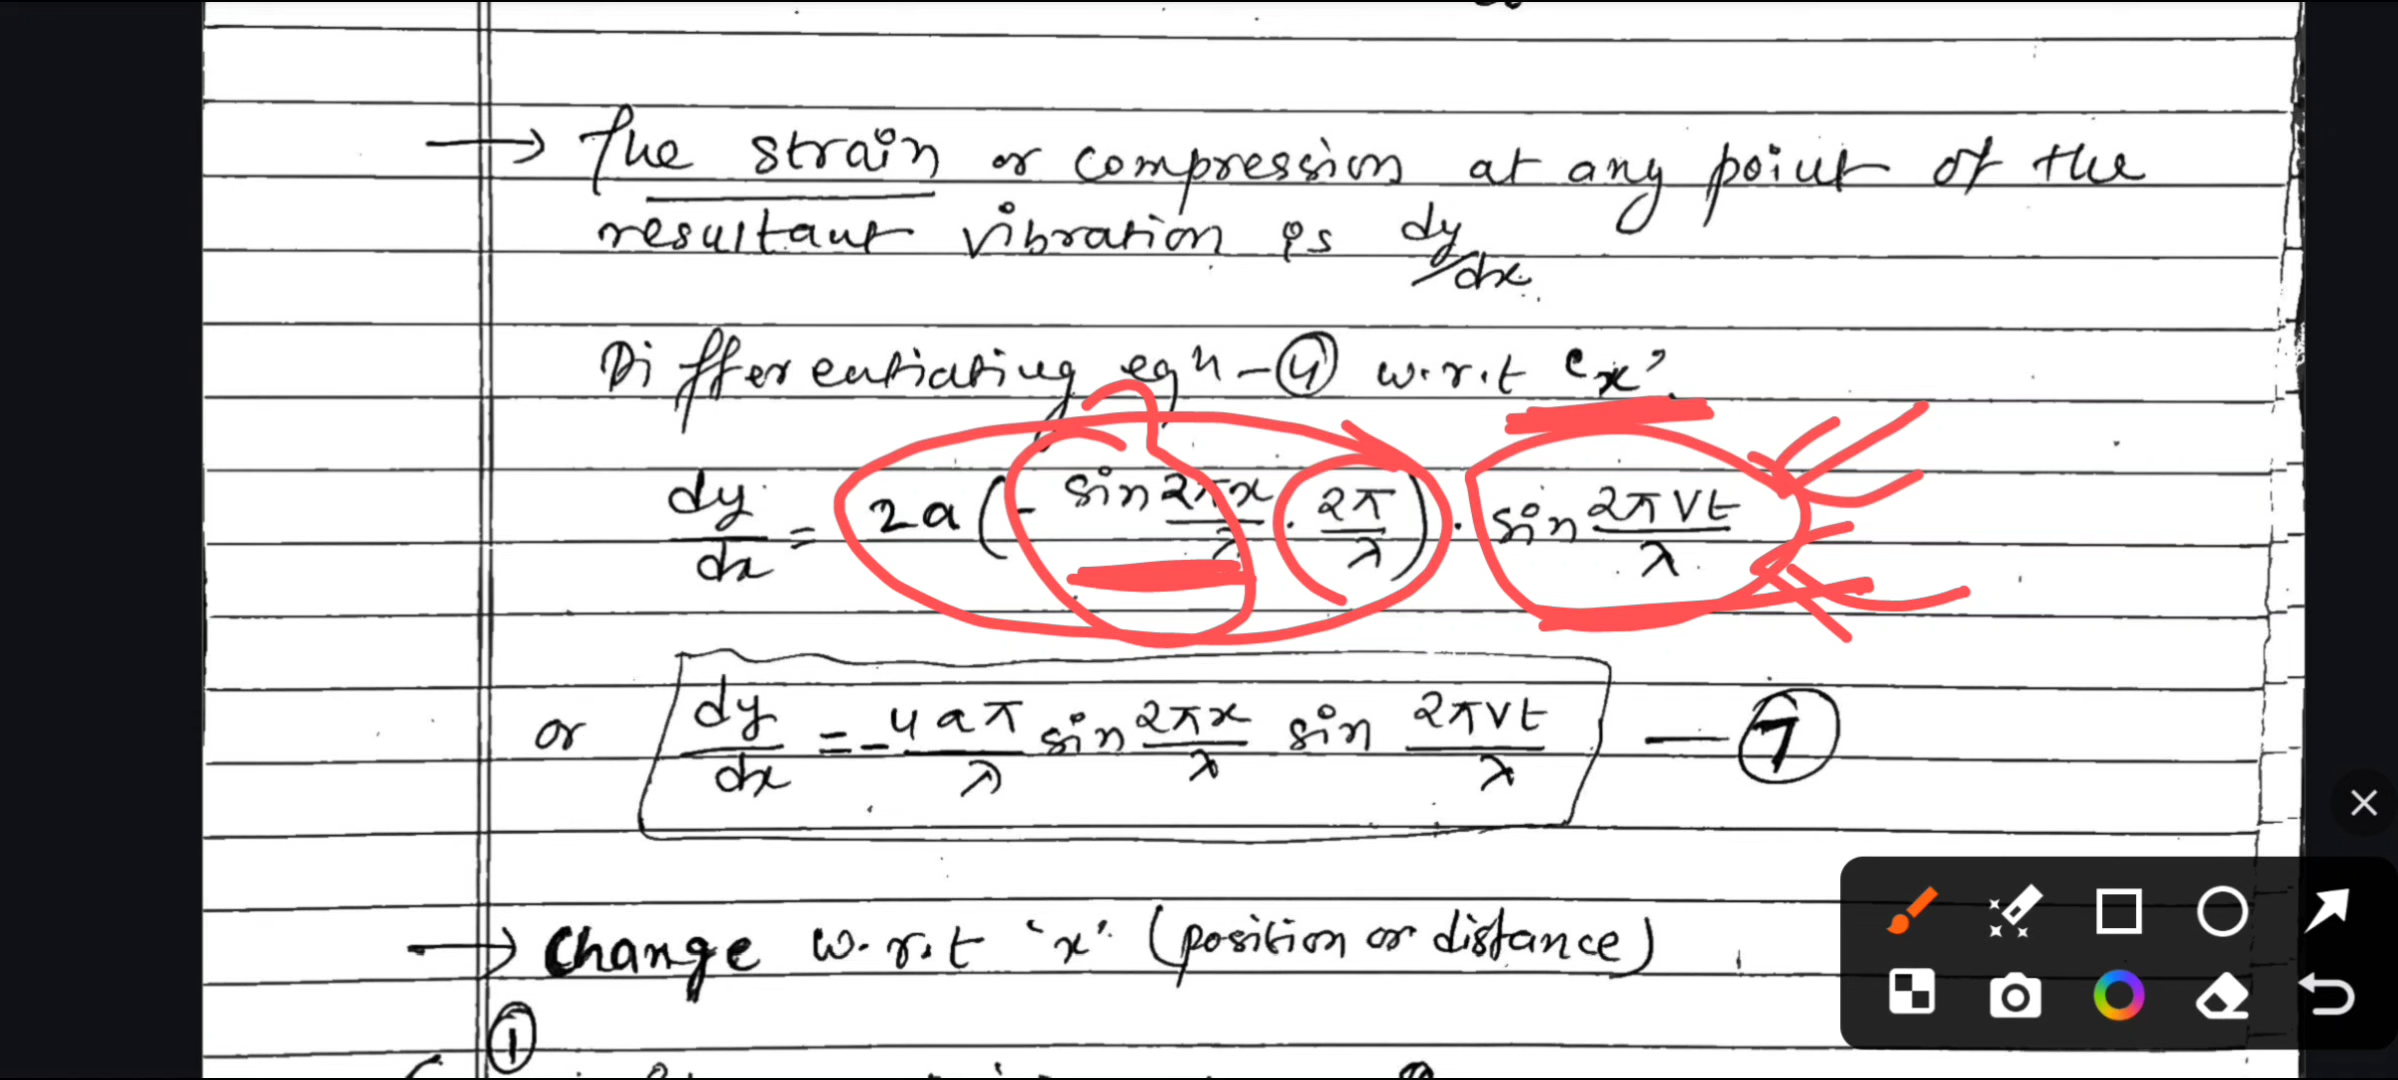 → The strain or compression at any point of the
resultant vibration is dy/dx.
Differentiating eqn-④ w.r.t 'x'.
dy/dx = 2a(- sin 2πx/λ · 2π/λ) · sin 2πVt/λ
or dy/dx = - 4aπ/λ sin 2πx/λ sin 2πVt/λ — ⑦
→ Change w.r.t 'x' (position or distance)
①